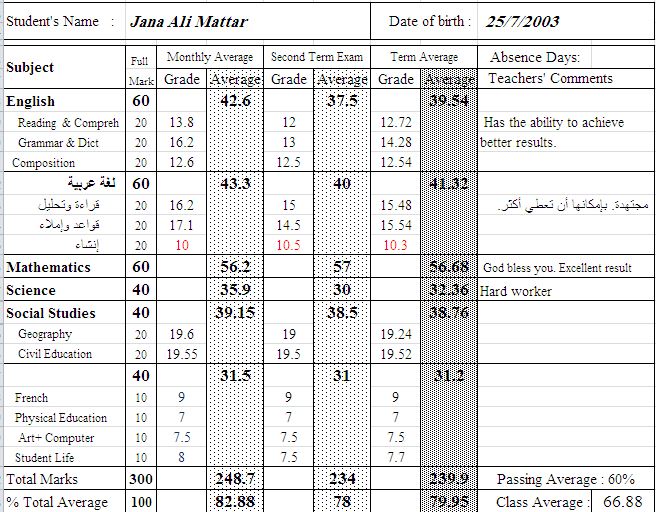 Student's Name : Jana Ali Mattar Date of birth : 25/7/2003
Subject Full Mark Monthly Average Second Term Exam Term Average Absence Days:
Grade Average Grade Average Grade Average Teachers' Comments
English 60 42.6 37.5 39.54
Reading & Compreh 20 13.8 12 12.72 Has the ability to achieve
Grammar & Dict 20 16.2 13 14.28 better results.
Composition 20 12.6 12.5 12.54
لغة عربية 60 43.3 40 41.32
قراءة وتحليل 20 16.2 15 15.48 مجتهدة. بإمكانها أن تعطي أكثر.
قواعد وإملاء 20 17.1 14.5 15.54
إنشاء 20 10 10.5 10.3
Mathematics 60 56.2 57 56.68 God bless you. Excellent result
Science 40 35.9 30 32.36 Hard worker
Social Studies 40 39.15 38.5 38.76
Geography 20 19.6 19 19.24
Civil Education 20 19.55 19.5 19.52
40 31.5 31 31.2
French 10 9 9 9
Physical Education 10 7 7 7
Art+ Computer 10 7.5 7.5 7.5
Student Life 10 8 7.5 7.7
Total Marks 300 248.7 234 239.9 Passing Average : 60%
% Total Average 100 82.88 78 79.95 Class Average : 66.88